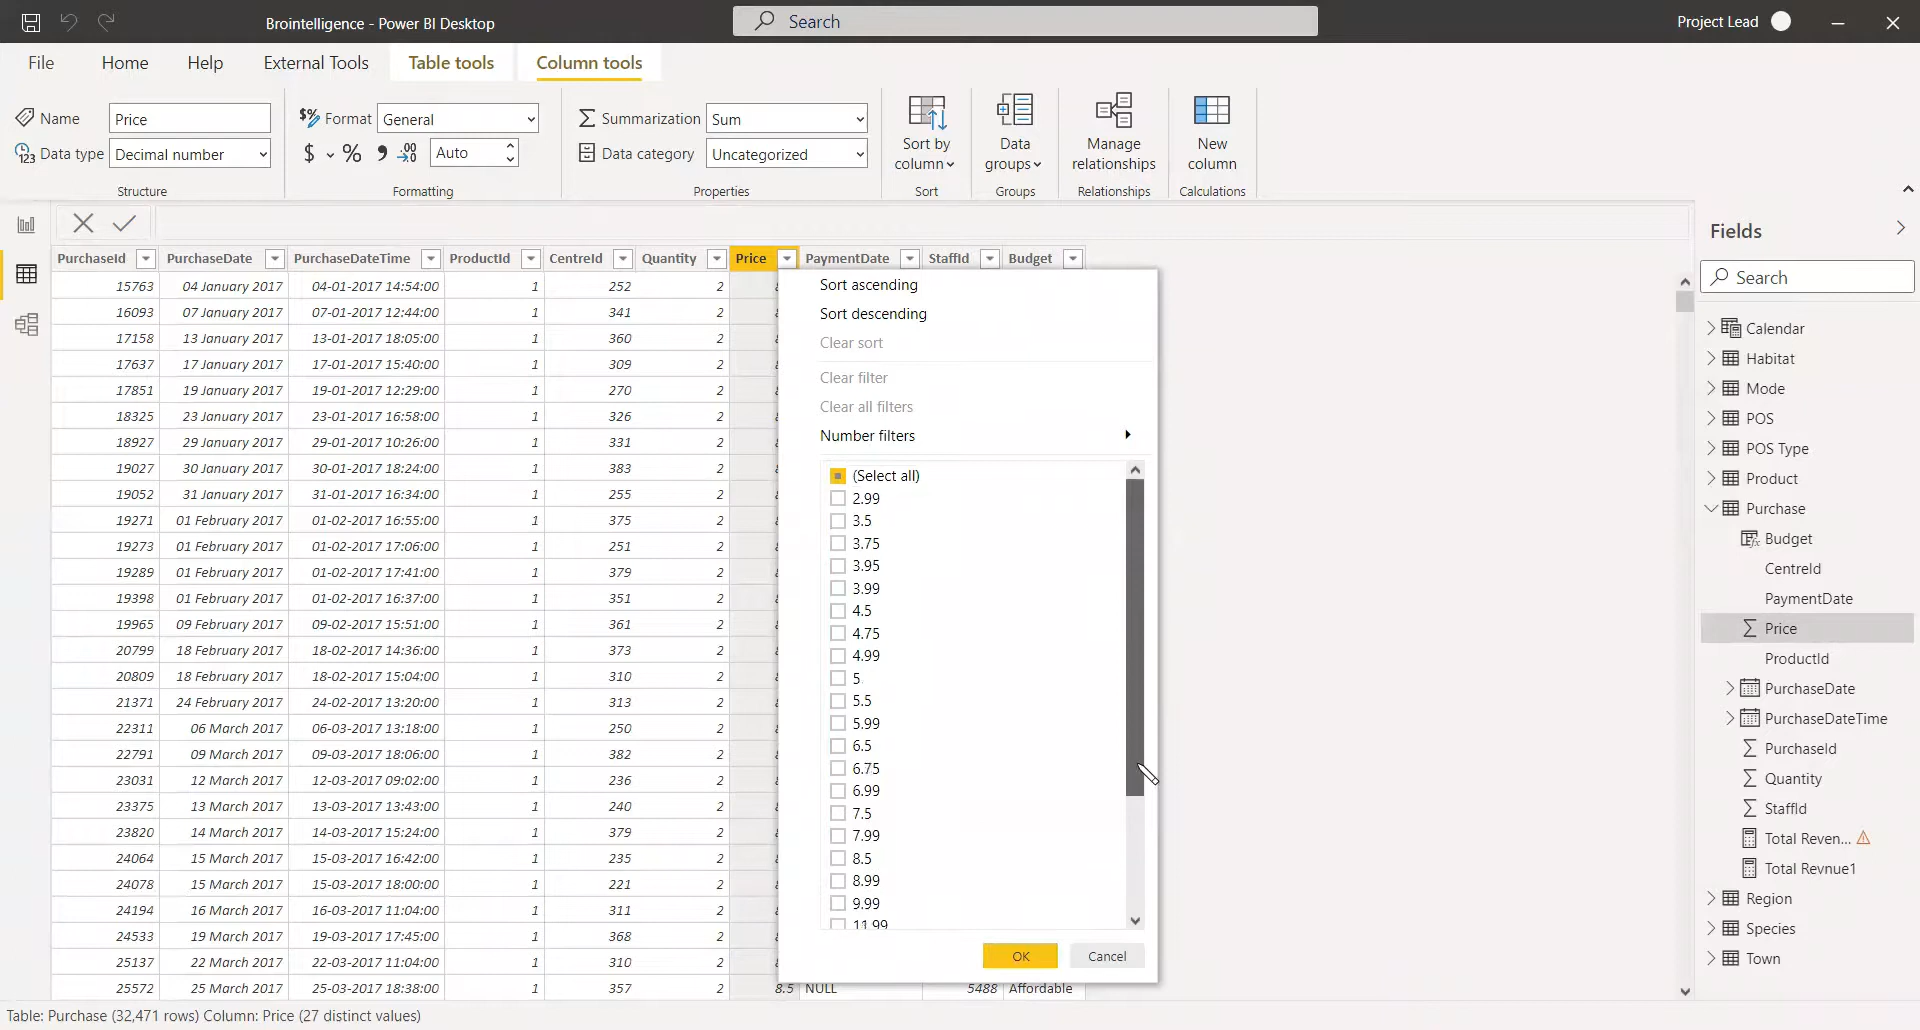 Brointelligence - Power BI Desktop
Search
Project Lead
File Home Help External Tools Table tools Column tools
Name Price
Data type Decimal number
Structure
Format General
$ % Auto
Formatting
Summarization Sum
Data category Uncategorized
Properties
Sort by
column
Sort
Data
groups
Groups
Manage
relationships
Relationships
New
column
Calculations
PurchaseId PurchaseDate PurchaseDateTime ProductId CentreId Quantity Price PaymentDate StaffId Budget
15763 04 January 2017 04-01-2017 14:54:00 1 252 2
16093 07 January 2017 07-01-2017 12:44:00 1 341 2
17158 13 January 2017 13-01-2017 18:05:00 1 360 2
17637 17 January 2017 17-01-2017 15:40:00 1 309 2
17851 19 January 2017 19-01-2017 12:29:00 1 270 2
18325 23 January 2017 23-01-2017 16:58:00 1 326 2
18927 29 January 2017 29-01-2017 10:26:00 1 331 2
19027 30 January 2017 30-01-2017 18:24:00 1 383 2
19052 31 January 2017 31-01-2017 16:34:00 1 255 2
19271 01 February 2017 01-02-2017 16:55:00 1 375 2
19273 01 February 2017 01-02-2017 17:06:00 1 251 2
19289 01 February 2017 01-02-2017 17:41:00 1 379 2
19398 01 February 2017 01-02-2017 16:37:00 1 351 2
19965 09 February 2017 09-02-2017 15:51:00 1 361 2
20799 18 February 2017 18-02-2017 14:36:00 1 373 2
20809 18 February 2017 18-02-2017 15:04:00 1 310 2
21371 24 February 2017 24-02-2017 13:20:00 1 313 2
22311 06 March 2017 06-03-2017 13:18:00 1 250 2
22791 09 March 2017 09-03-2017 18:06:00 1 382 2
23031 12 March 2017 12-03-2017 09:02:00 1 236 2
23375 13 March 2017 13-03-2017 13:43:00 1 240 2
23820 14 March 2017 14-03-2017 15:24:00 1 379 2
24064 15 March 2017 15-03-2017 16:42:00 1 235 2
24078 15 March 2017 15-03-2017 18:00:00 1 221 2
24194 16 March 2017 16-03-2017 11:04:00 1 311 2
24533 19 March 2017 19-03-2017 17:45:00 1 368 2
25137 22 March 2017 22-03-2017 11:04:00 1 310 2
25572 25 March 2017 25-03-2017 18:38:00 1 357 2 8.5 NULL 5488 Affordable
Sort ascending
Sort descending
Clear sort
Clear filter
Clear all filters
Number filters
(Select all)
2.99
3.5
3.75
3.95
3.99
4.5
4.75
4.99
5
5.5
5.99
6.5
6.75
6.99
7.5
7.99
8.5
8.99
9.99
11.99
OK Cancel
Fields
Search
Calendar
Habitat
Mode
POS
POS Type
Product
Purchase
Budget
CentreId
PaymentDate
Price
ProductId
PurchaseDate
PurchaseDateTime
PurchaseId
Quantity
StaffId
Total Reven...
Total Revnue1
Region
Species
Town
Table: Purchase (32,471 rows) Column: Price (27 distinct values)